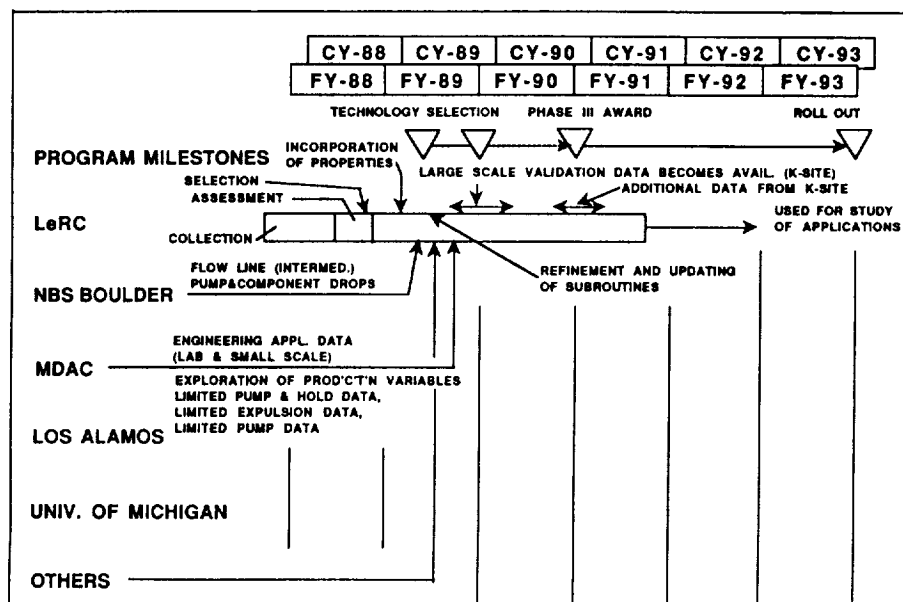 CY-88 CY-89 CY-90 CY-91 CY-92 CY-93
FY-88 FY-89 FY-90 FY-91 FY-92 FY-93
TECHNOLOGY SELECTION PHASE III AWARD ROLL OUT
PROGRAM MILESTONES
INCORPORATION
OF PROPERTIES
LARGE SCALE VALIDATION DATA BECOMES AVAIL. (K-SITE)
ADDITIONAL DATA FROM K-SITE
SELECTION
ASSESSMENT
LeRC
COLLECTION
USED FOR STUDY
OF APPLICATIONS
FLOW LINE (INTERMED.)
PUMP&COMPONENT DROPS
REFINEMENT AND UPDATING
OF SUBROUTINES
NBS BOULDER
ENGINEERING APPL. DATA
(LAB & SMALL SCALE)
MDAC
EXPLORATION OF PROD'C'T'N VARIABLES
LIMITED PUMP & HOLD DATA,
LIMITED EXPULSION DATA,
LIMITED PUMP DATA
LOS ALAMOS
UNIV. OF MICHIGAN
OTHERS